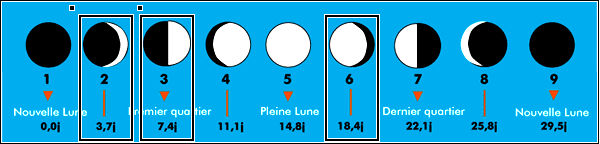 1 2 3 4 5 6 7 8 9
Nouvelle Lune Premier quartier Pleine Lune Dernier quartier Nouvelle Lune
0,0j 3,7j 7,4j 11,1j 14,8j 18,4j 22,1j 25,8j 29,5j